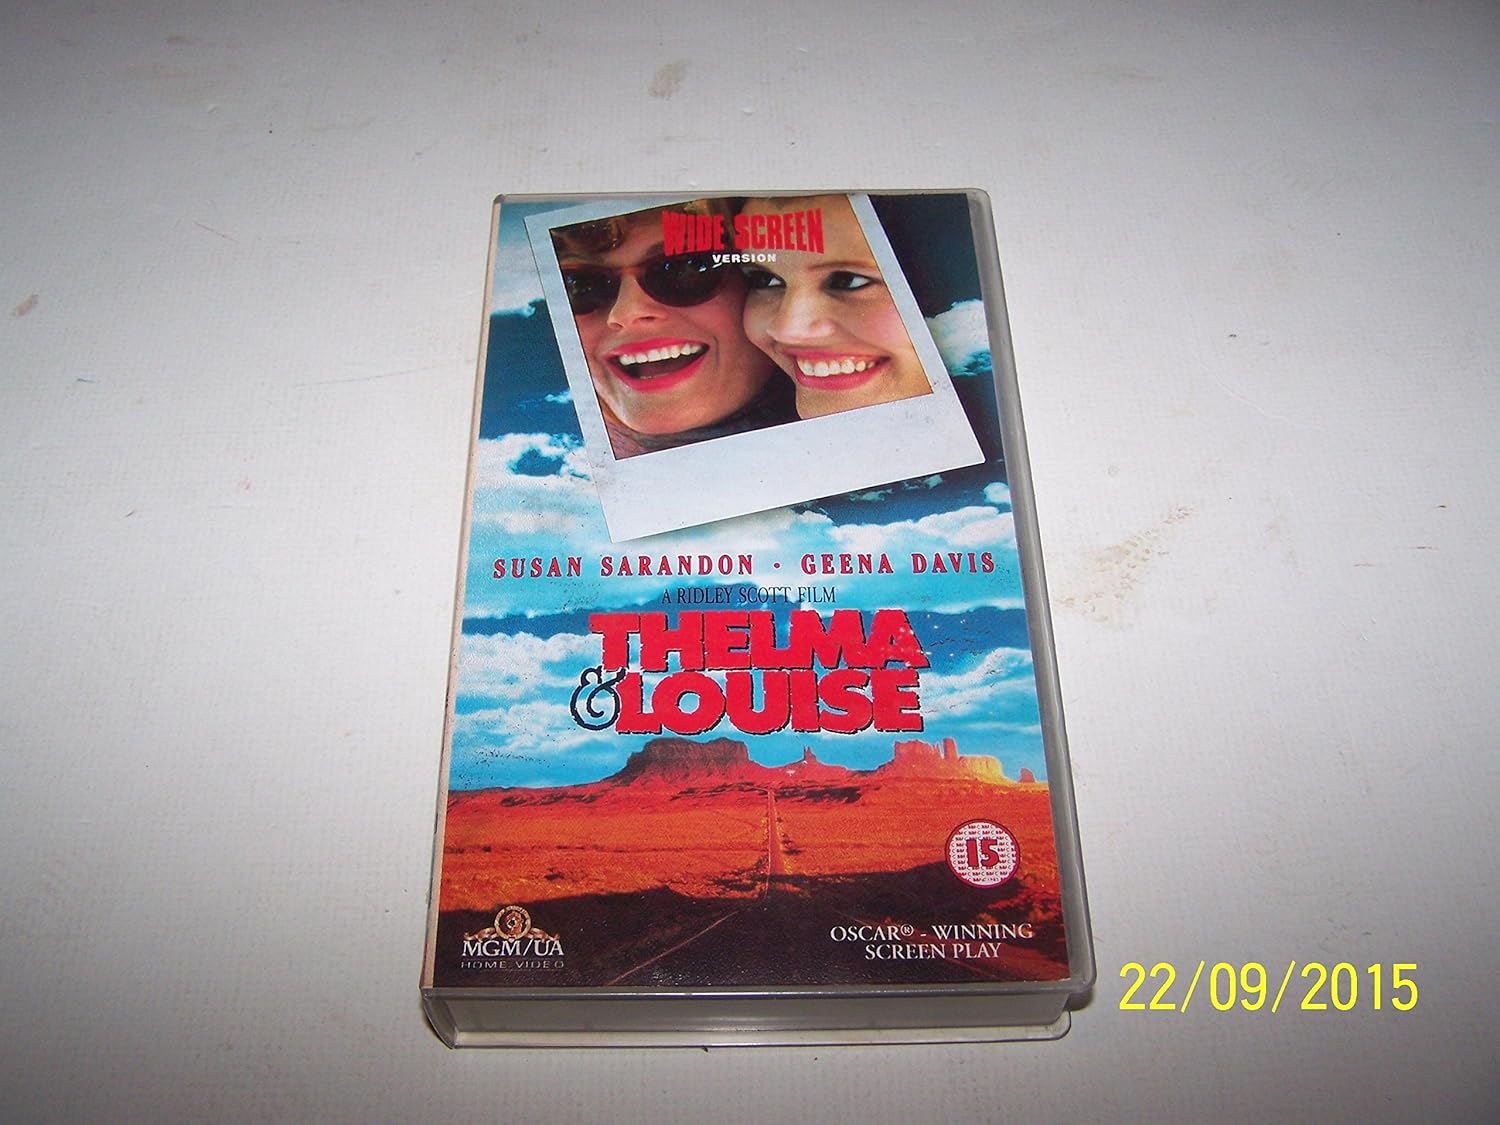 WIDE SCREEN
VERSION
SUSAN SARANDON · GEENA DAVIS
A RIDLEY SCOTT FILM
THELMA
& LOUISE
15
MGM/UA
HOME VIDEO
OSCAR® - WINNING
SCREEN PLAY
22/09/2015